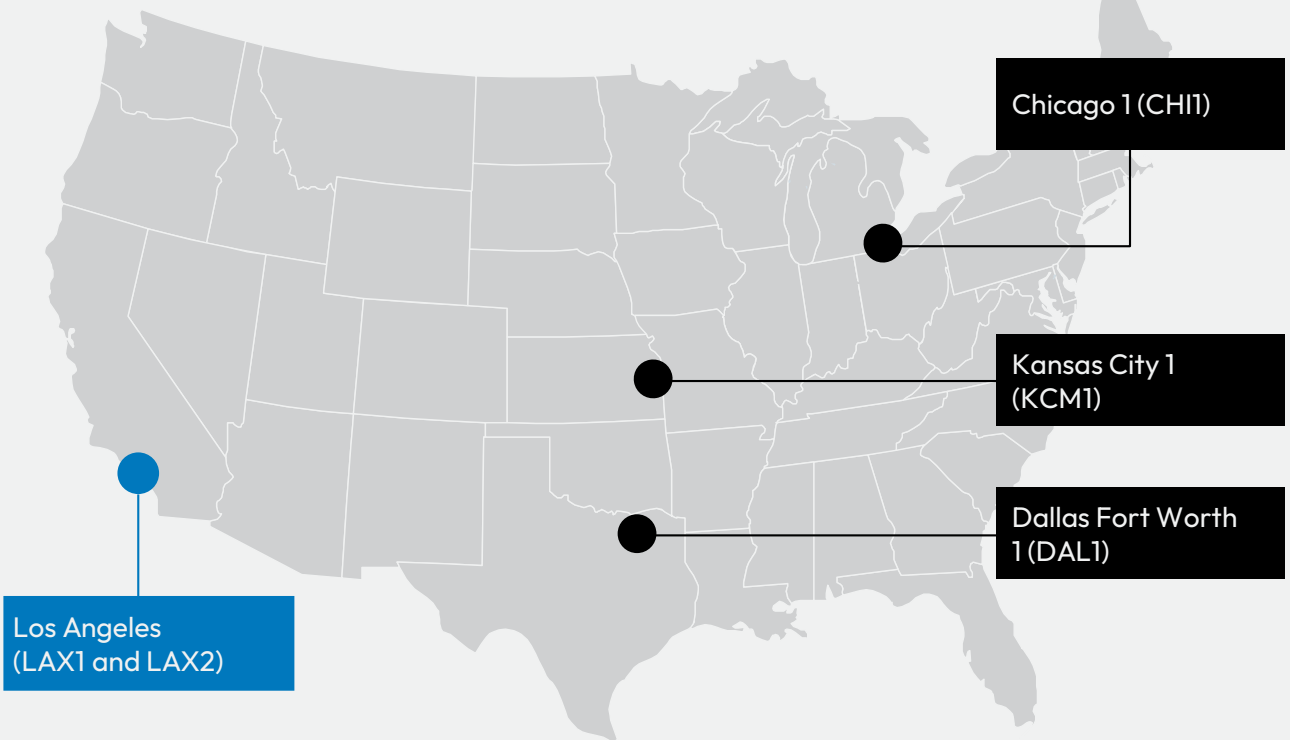 Chicago 1 (CHI1)
Kansas City 1
(KCM1)
Dallas Fort Worth
1 (DAL1)
Los Angeles
(LAX1 and LAX2)